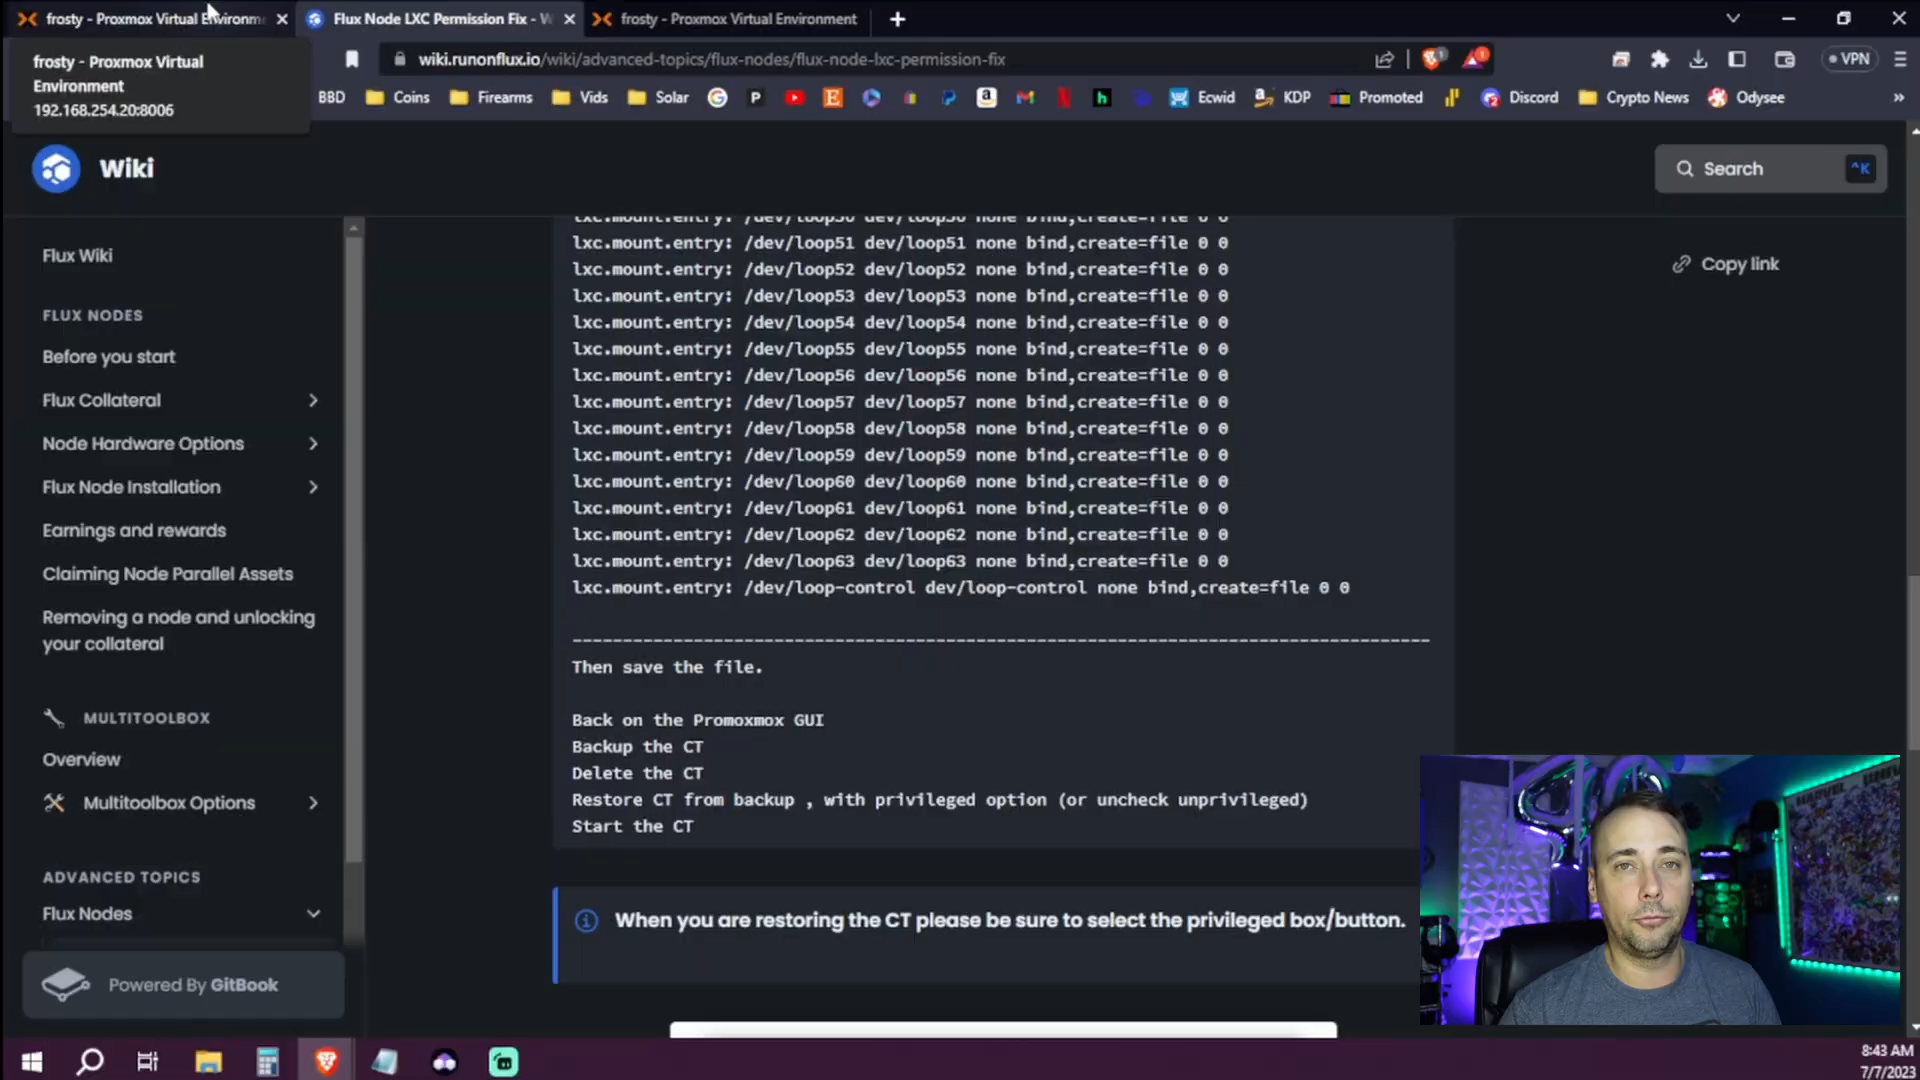 frosty - Proxmox Virtual Environm
Flux Node LXC Permission Fix - W
frosty - Proxmox Virtual Environment
wiki.runonflux.io/wiki/advanced-topics/flux-nodes/flux-node-lxc-permission-fix
VPN
frosty - Proxmox Virtual
Environment
192.168.254.20:8006
BBD
Coins
Firearms
Vids
Solar
Ecwid
KDP
Promoted
Discord
Crypto News
Odysee
Wiki
Search
^K
Flux Wiki
FLUX NODES
Before you start
Flux Collateral
Node Hardware Options
Flux Node Installation
Earnings and rewards
Claiming Node Parallel Assets
Removing a node and unlocking
your collateral
MULTITOOLBOX
Overview
Multitoolbox Options
ADVANCED TOPICS
Flux Nodes
Powered By GitBook
lxc.mount.entry: /dev/loop50 dev/loop50 none bind,create=file 0 0
lxc.mount.entry: /dev/loop51 dev/loop51 none bind,create=file 0 0
lxc.mount.entry: /dev/loop52 dev/loop52 none bind,create=file 0 0
lxc.mount.entry: /dev/loop53 dev/loop53 none bind,create=file 0 0
lxc.mount.entry: /dev/loop54 dev/loop54 none bind,create=file 0 0
lxc.mount.entry: /dev/loop55 dev/loop55 none bind,create=file 0 0
lxc.mount.entry: /dev/loop56 dev/loop56 none bind,create=file 0 0
lxc.mount.entry: /dev/loop57 dev/loop57 none bind,create=file 0 0
lxc.mount.entry: /dev/loop58 dev/loop58 none bind,create=file 0 0
lxc.mount.entry: /dev/loop59 dev/loop59 none bind,create=file 0 0
lxc.mount.entry: /dev/loop60 dev/loop60 none bind,create=file 0 0
lxc.mount.entry: /dev/loop61 dev/loop61 none bind,create=file 0 0
lxc.mount.entry: /dev/loop62 dev/loop62 none bind,create=file 0 0
lxc.mount.entry: /dev/loop63 dev/loop63 none bind,create=file 0 0
lxc.mount.entry: /dev/loop-control dev/loop-control none bind,create=file 0 0
-------------------------------------------------------------------------------------
Then save the file.
Back on the Promoxmox GUI
Backup the CT
Delete the CT
Restore CT from backup , with privileged option (or uncheck unprivileged)
Start the CT
When you are restoring the CT please be sure to select the privileged box/button.
Copy link
8:43 AM
7/7/2023